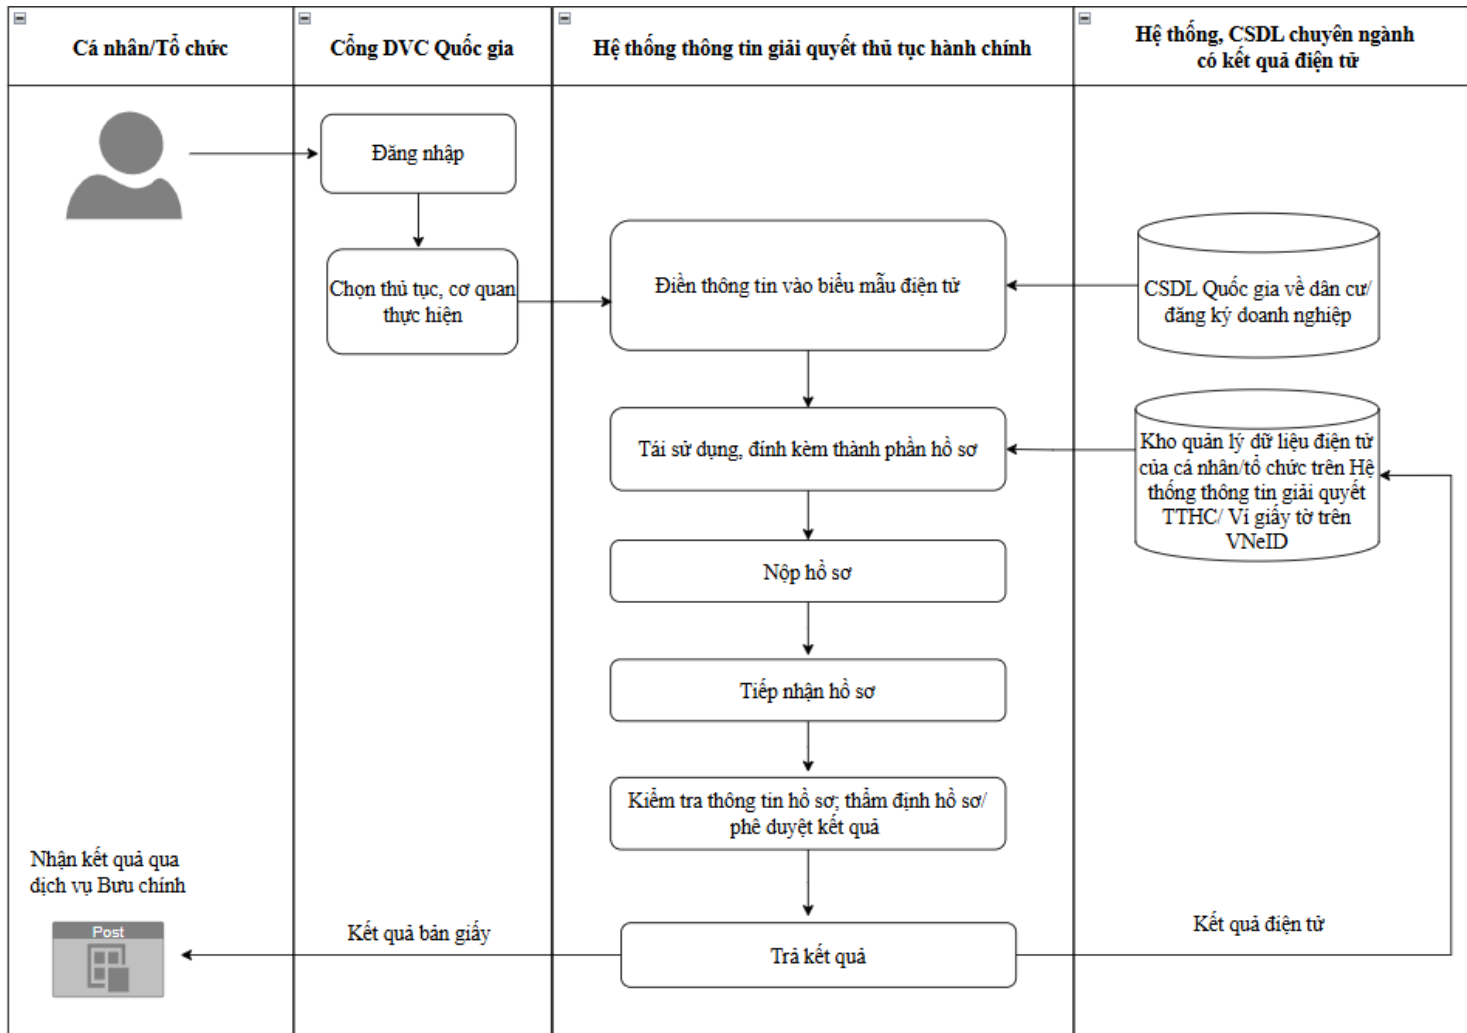 Cá nhân/Tổ chức
Cổng DVC Quốc gia
Hệ thống thông tin giải quyết thủ tục hành chính
Hệ thống, CSDL chuyên ngành
có kết quả điện tử
Đăng nhập
Chọn thủ tục, cơ quan
thực hiện
Điền thông tin vào biểu mẫu điện tử
CSDL Quốc gia về dân cư/
đăng ký doanh nghiệp
Tái sử dụng, đính kèm thành phần hồ sơ
Kho quản lý dữ liệu điện tử
của cá nhân/tổ chức trên Hệ
thống thông tin giải quyết
TTHC/ Ví giấy tờ trên
VNeID
Nộp hồ sơ
Tiếp nhận hồ sơ
Kiểm tra thông tin hồ sơ; thẩm định hồ sơ/
phê duyệt kết quả
Nhận kết quả qua
dịch vụ Bưu chính
Post
Kết quả bản giấy
Trả kết quả
Kết quả điện tử